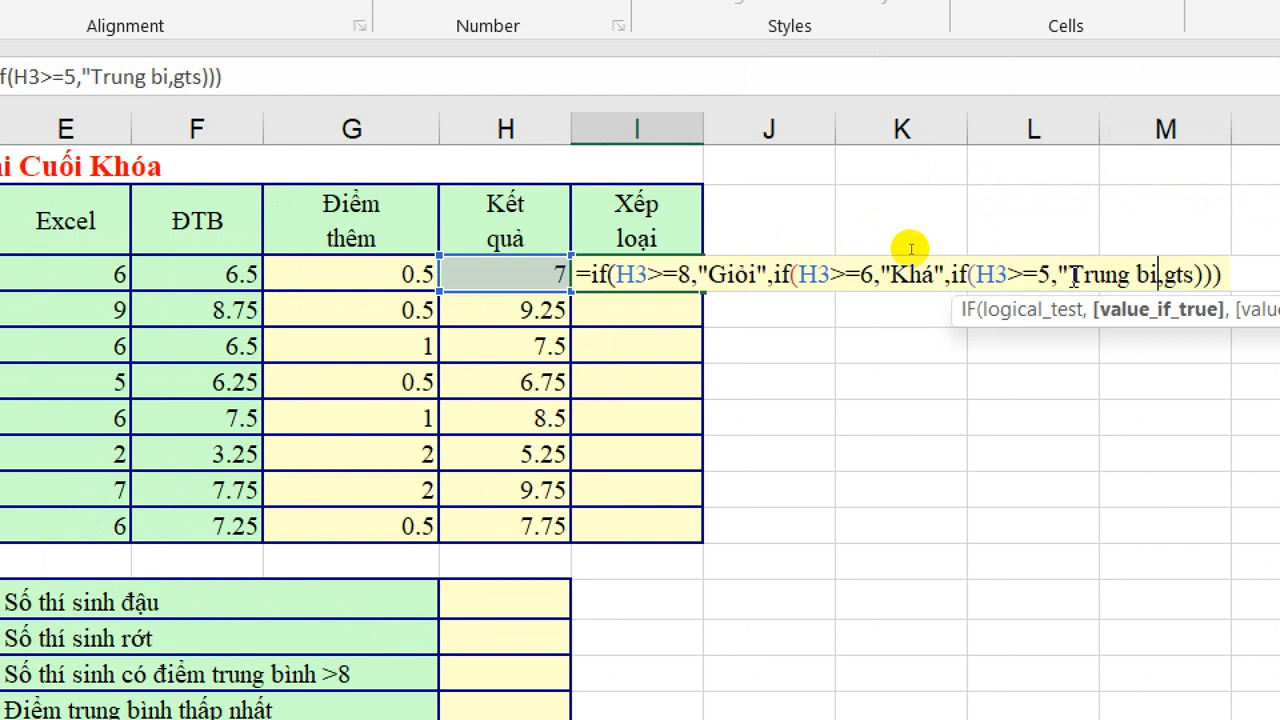 Alignment Number Styles Cells
f(H3>=5,"Trung bi,gts)))
E F G H I J K L M
i Cuối Khóa
Excel ĐTB Điểm thêm Kết quả Xếp loại
6 6.5 0.5 7 =if(H3>=8,"Giỏi",if(H3>=6,"Khá",if(H3>=5,"Trung bi,gts)))
9 8.75 0.5 9.25 IF(logical_test, [value_if_true], [valu
6 6.5 1 7.5
5 6.25 0.5 6.75
6 7.5 1 8.5
2 3.25 2 5.25
7 7.75 2 9.75
6 7.25 0.5 7.75
Số thí sinh đậu
Số thí sinh rớt
Số thí sinh có điểm trung bình >8
Điểm trung bình thấp nhất